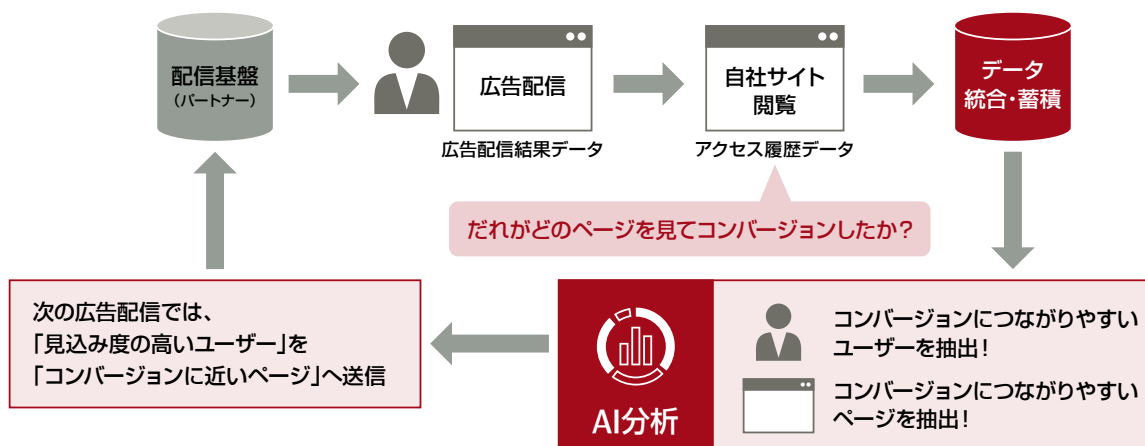 配信基盤
（パートナー）
広告配信
広告配信結果データ
自社サイト
閲覧
アクセス履歴データ
データ
統合・蓄積
だれがどのページを見てコンバージョンしたか？
次の広告配信では、
「見込み度の高いユーザー」を
「コンバージョンに近いページ」へ送信
AI分析
コンバージョンにつながりやすい
ユーザーを抽出！
コンバージョンにつながりやすい
ページを抽出！